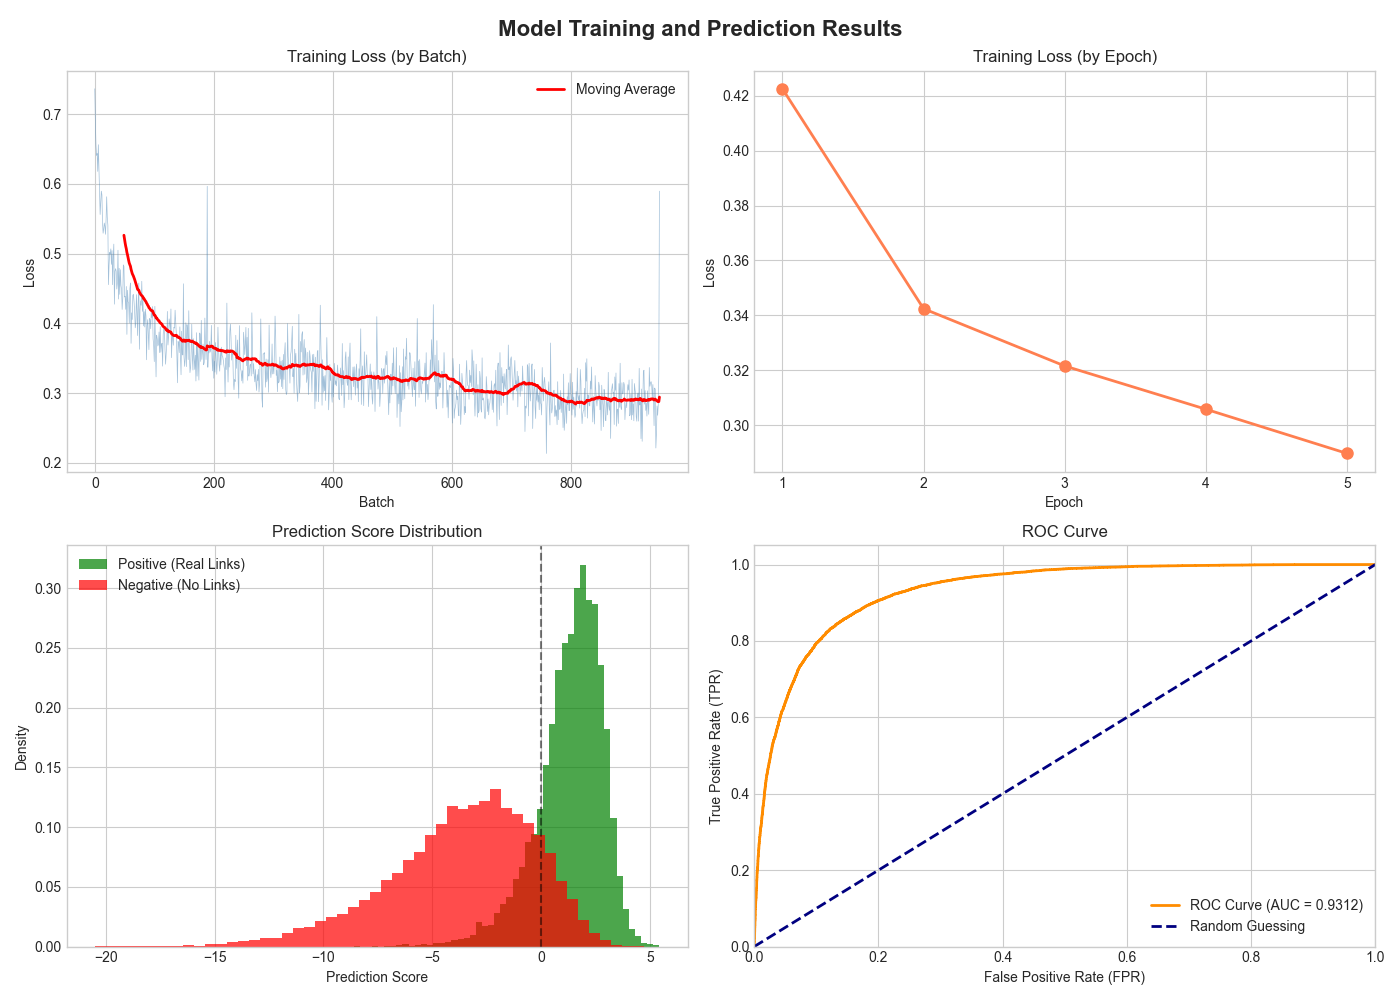 Model Training and Prediction Results
Training Loss (by Batch)
Moving Average
0.7
0.6
0.5
0.4
0.3
0.2
Loss
0 200 400 600 800
Batch
Training Loss (by Epoch)
0.42
0.40
0.38
0.36
0.34
0.32
0.30
Loss
1 2 3 4 5
Epoch
Prediction Score Distribution
Positive (Real Links)
Negative (No Links)
0.30
0.25
0.20
0.15
0.10
0.05
0.00
Density
−20 −15 −10 −5 0 5
Prediction Score
ROC Curve
1.0
0.8
0.6
0.4
0.2
0.0
True Positive Rate (TPR)
ROC Curve (AUC = 0.9312)
Random Guessing
0.0 0.2 0.4 0.6 0.8 1.0
False Positive Rate (FPR)